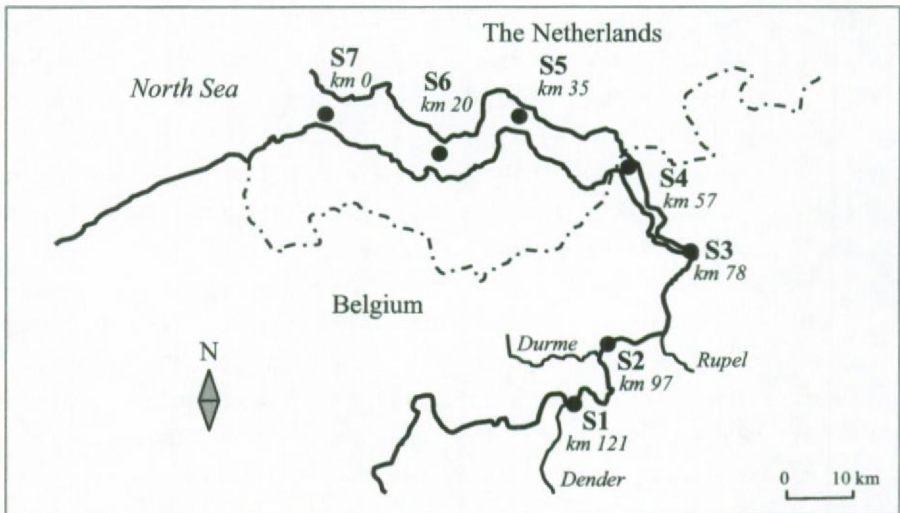 The Netherlands
S7
km 0
North Sea
S6
km 20
S5
km 35
S4
km 57
S3
km 78
Belgium
N
Durme
S2
km 97
Rupel
S1
km 121
Dender
0 10 km